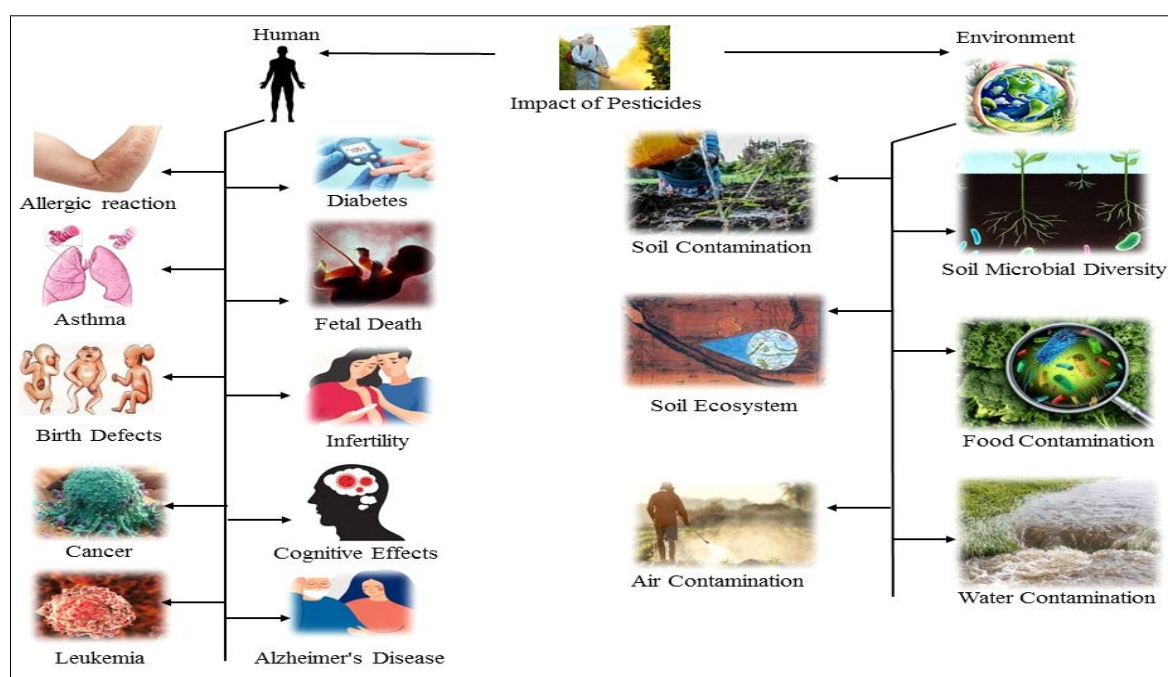 Human
Environment
Impact of Pesticides
Allergic reaction
Diabetes
Asthma
Fetal Death
Birth Defects
Infertility
Cancer
Cognitive Effects
Leukemia
Alzheimer's Disease
Soil Contamination
Soil Microbial Diversity
Soil Ecosystem
Food Contamination
Air Contamination
Water Contamination